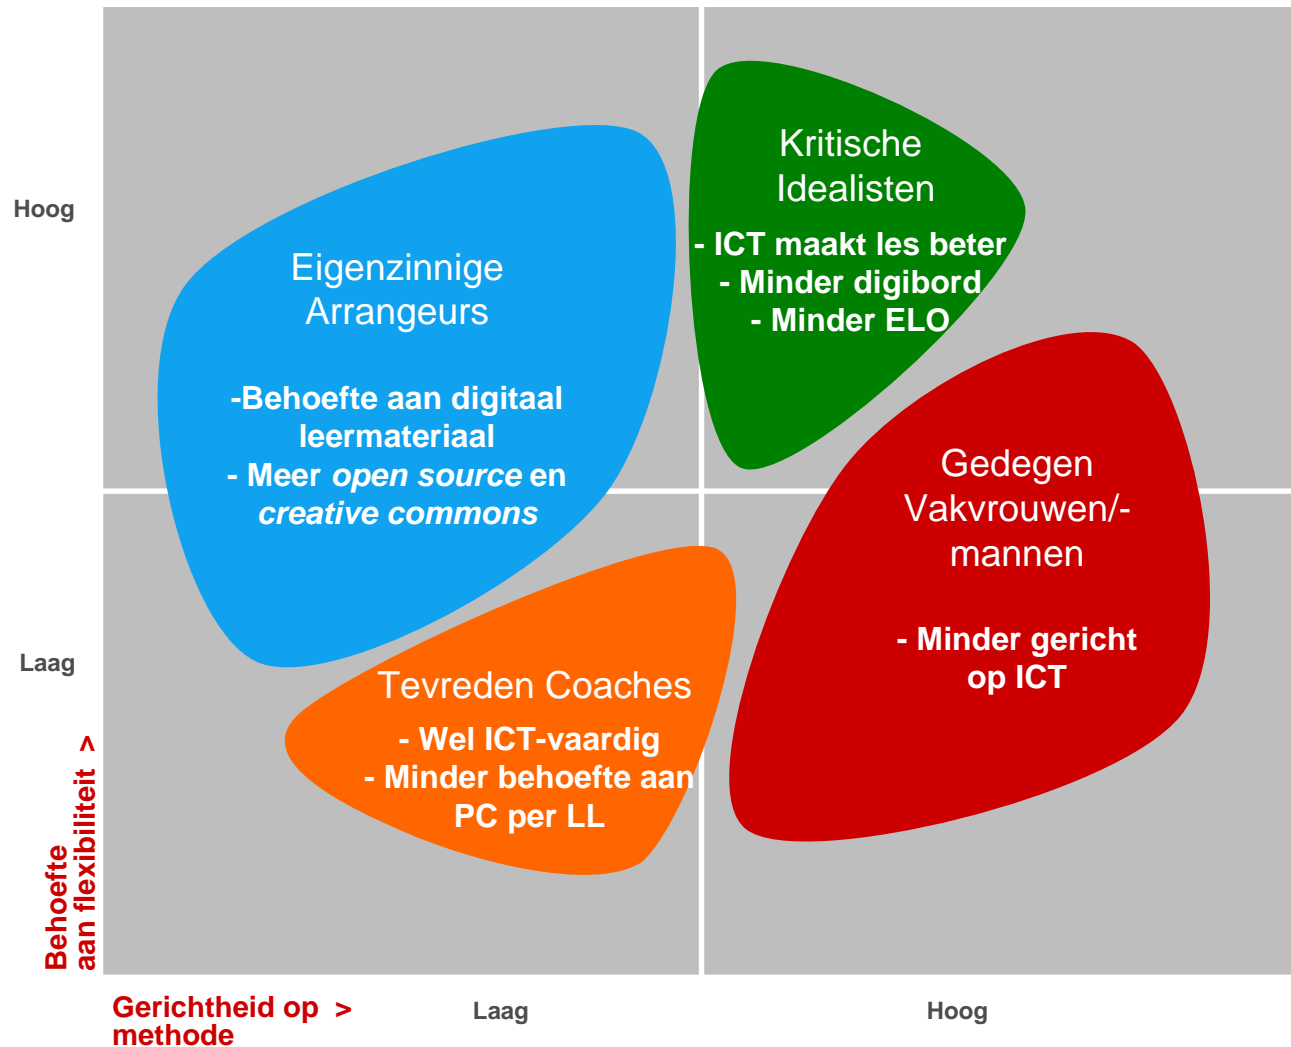 Kritische
Idealisten
- ICT maakt les beter
- Minder digibord
- Minder ELO
Hoog
Eigenzinnige
Arrangeurs
-Behoefte aan digitaal
leermateriaal
- Meer open source en
creative commons
Gedegen
Vakvrouwen/-
mannen
- Minder gericht
op ICT
Laag
Tevreden Coaches
- Wel ICT-vaardig
- Minder behoefte aan
PC per LL
Behoefte
aan flexibiliteit >
Gerichtheid op >
methode
Laag
Hoog